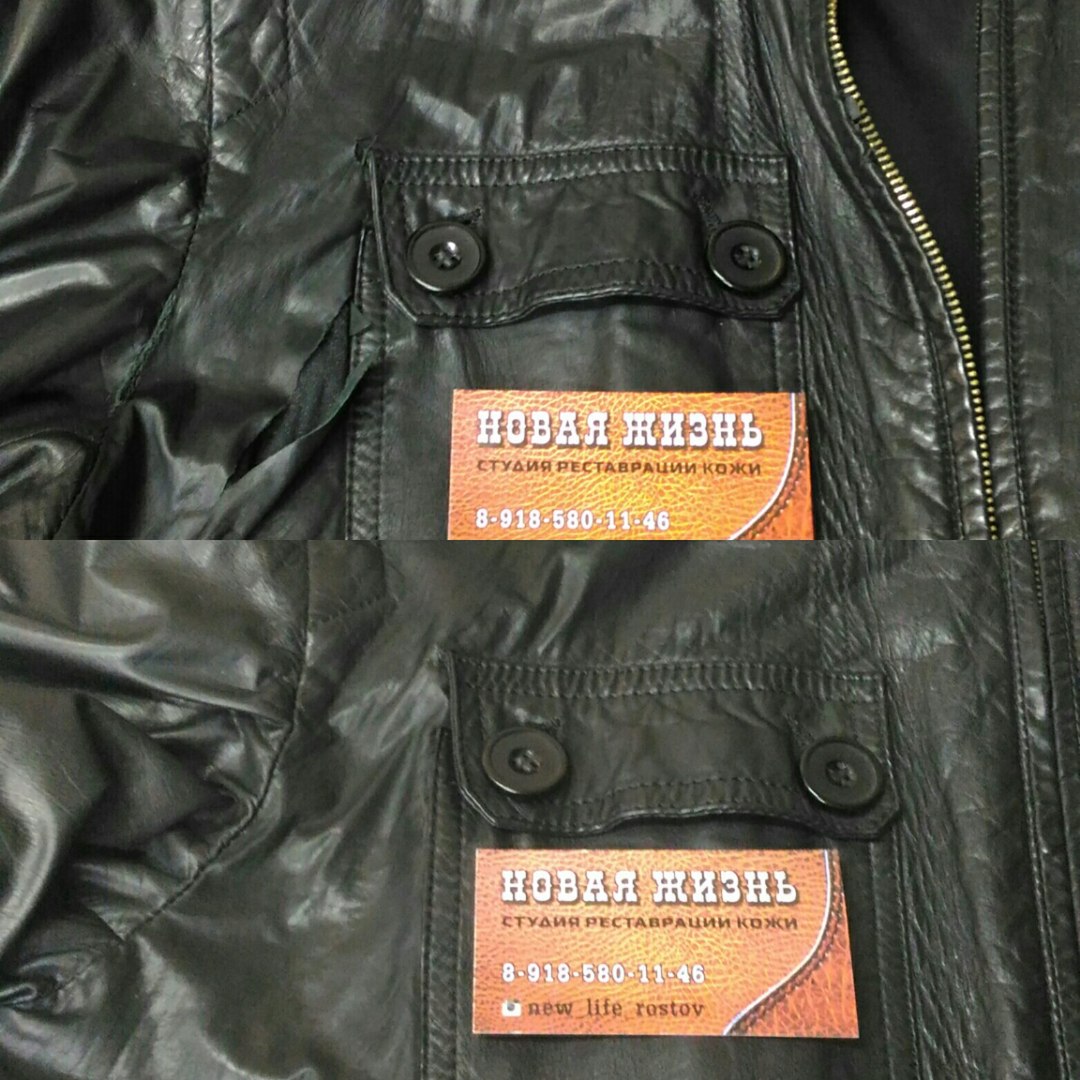 НОВАЯ ЖИЗНЬ
СТУДИЯ РЕСТАВРАЦИИ КОЖИ
8-918-580-11-46
НОВАЯ ЖИЗНЬ
СТУДИЯ РЕСТАВРАЦИИ КОЖИ
8-918-580-11-46
new_life_rostov